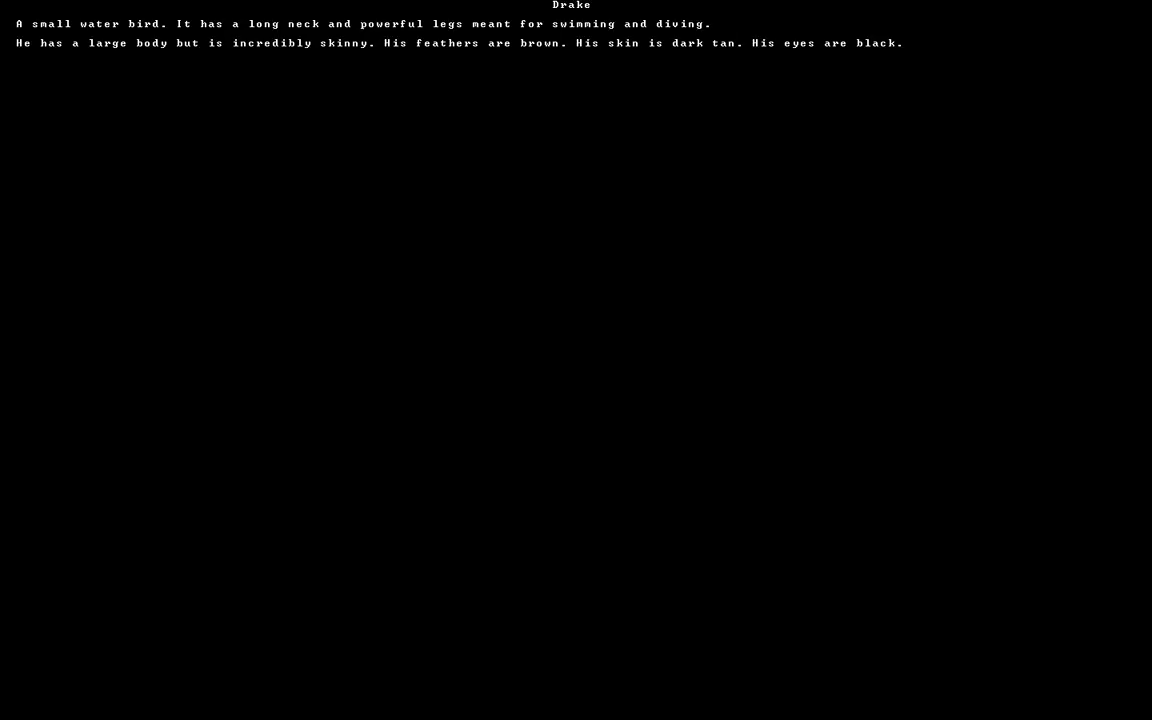 Drake
A small water bird. It has a long neck and powerful legs meant for swimming and diving.
He has a large body but is incredibly skinny. His feathers are brown. His skin is dark tan. His eyes are black.